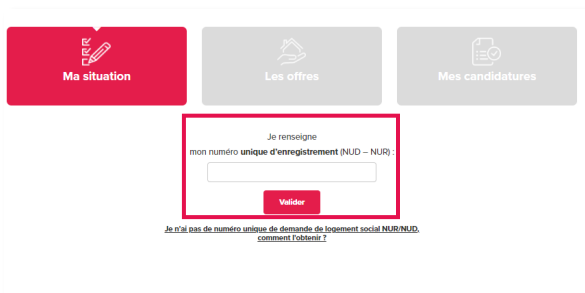 Ma situation
Les offres
Mes candidatures
Je renseigne
mon numéro unique d'enregistrement (NUD – NUR) :
Valider
Je n'ai pas de numéro unique de demande de logement social NUR/NUD,
comment l'obtenir ?